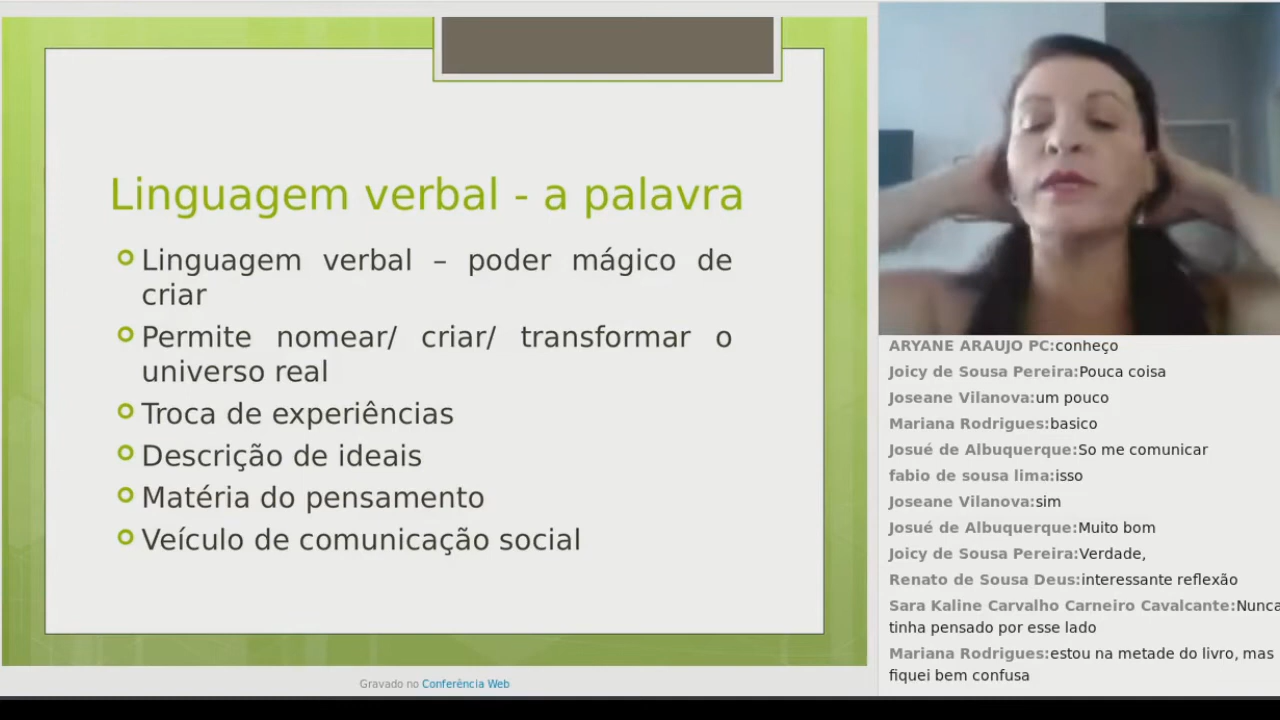 Linguagem verbal - a palavra
Linguagem verbal – poder mágico de
criar
Permite nomear/ criar/ transformar o
universo real
Troca de experiências
Descrição de ideais
Matéria do pensamento
Veículo de comunicação social
Gravado no Conferência Web
ARYANE ARAUJO PC:conheço
Joicy de Sousa Pereira:Pouca coisa
Joseane Vilanova:um pouco
Mariana Rodrigues:basico
Josué de Albuquerque:So me comunicar
fabio de sousa lima:isso
Joseane Vilanova:sim
Josué de Albuquerque:Muito bom
Joicy de Sousa Pereira:Verdade,
Renato de Sousa Deus:interessante reflexão
Sara Kaline Carvalho Carneiro Cavalcante:Nunca
tinha pensado por esse lado
Mariana Rodrigues:estou na metade do livro, mas
fiquei bem confusa